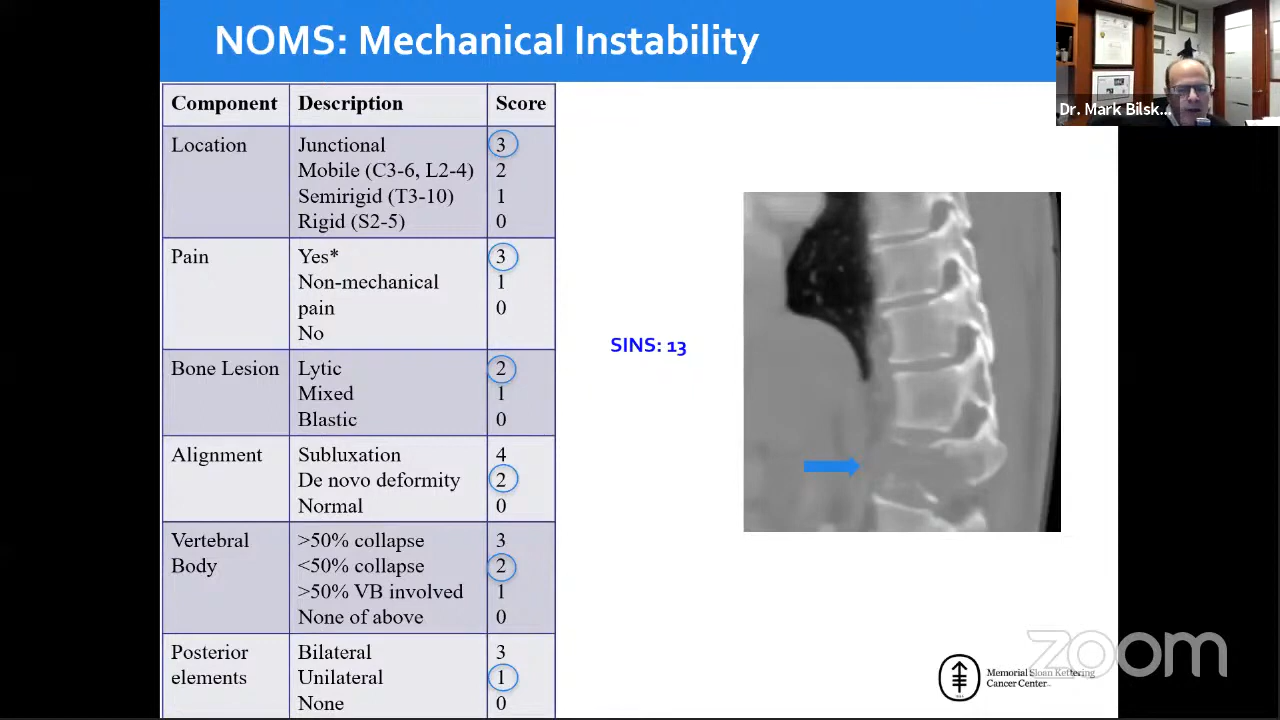 NOMS: Mechanical Instability
Dr. Mark Bilsk...
Component Description Score
Location Junctional 3
Mobile (C3-6, L2-4) 2
Semirigid (T3-10) 1
Rigid (S2-5) 0
Pain Yes* 3
Non-mechanical 1
pain 0
No
Bone Lesion Lytic 2
Mixed 1
Blastic 0
Alignment Subluxation 4
De novo deformity 2
Normal 0
Vertebral >50% collapse 3
Body <50% collapse 2
>50% VB involved 1
None of above 0
Posterior Bilateral 3
elements Unilateral 1
None 0
SINS: 13
Memorial Sloan Kettering
Cancer Center
zoom